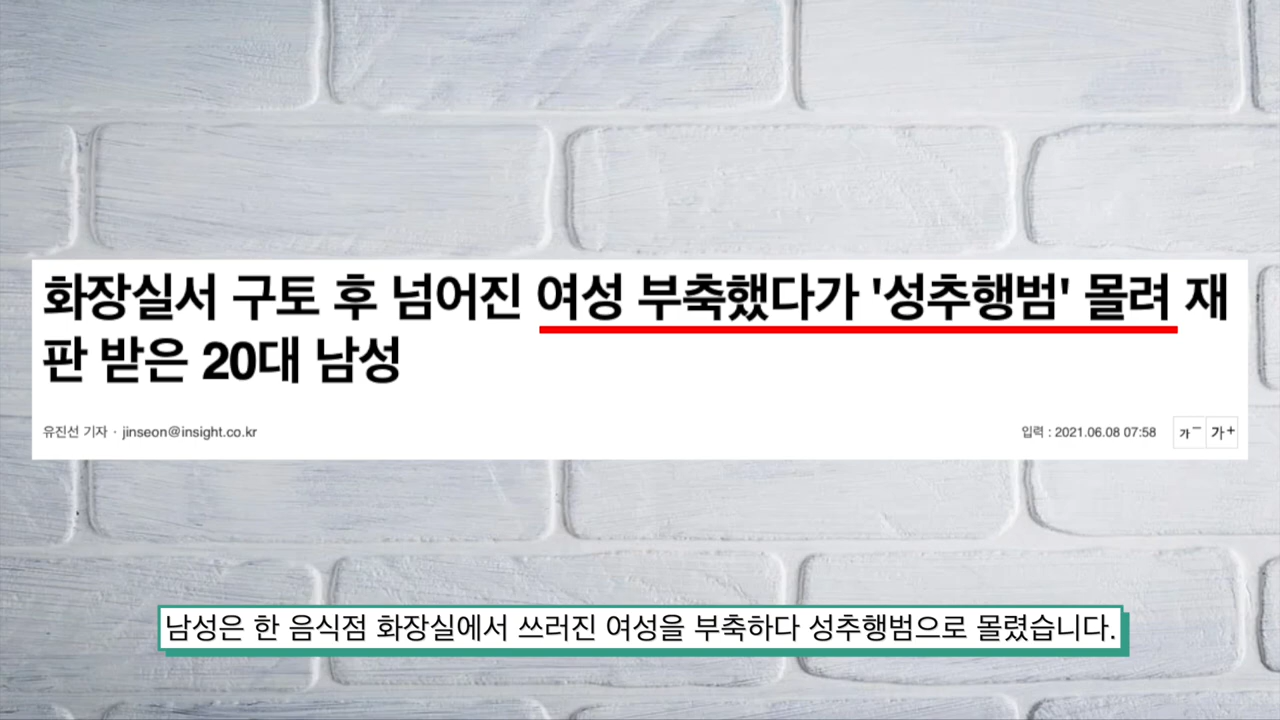 화장실서 구토 후 넘어진 여성 부축했다가 '성추행범' 몰려 재
판 받은 20대 남성
유진선 기자 · jinseon@insight.co.kr
입력 : 2021.06.08 07:58
가- 가+
남성은 한 음식점 화장실에서 쓰러진 여성을 부축하다 성추행범으로 몰렸습니다.